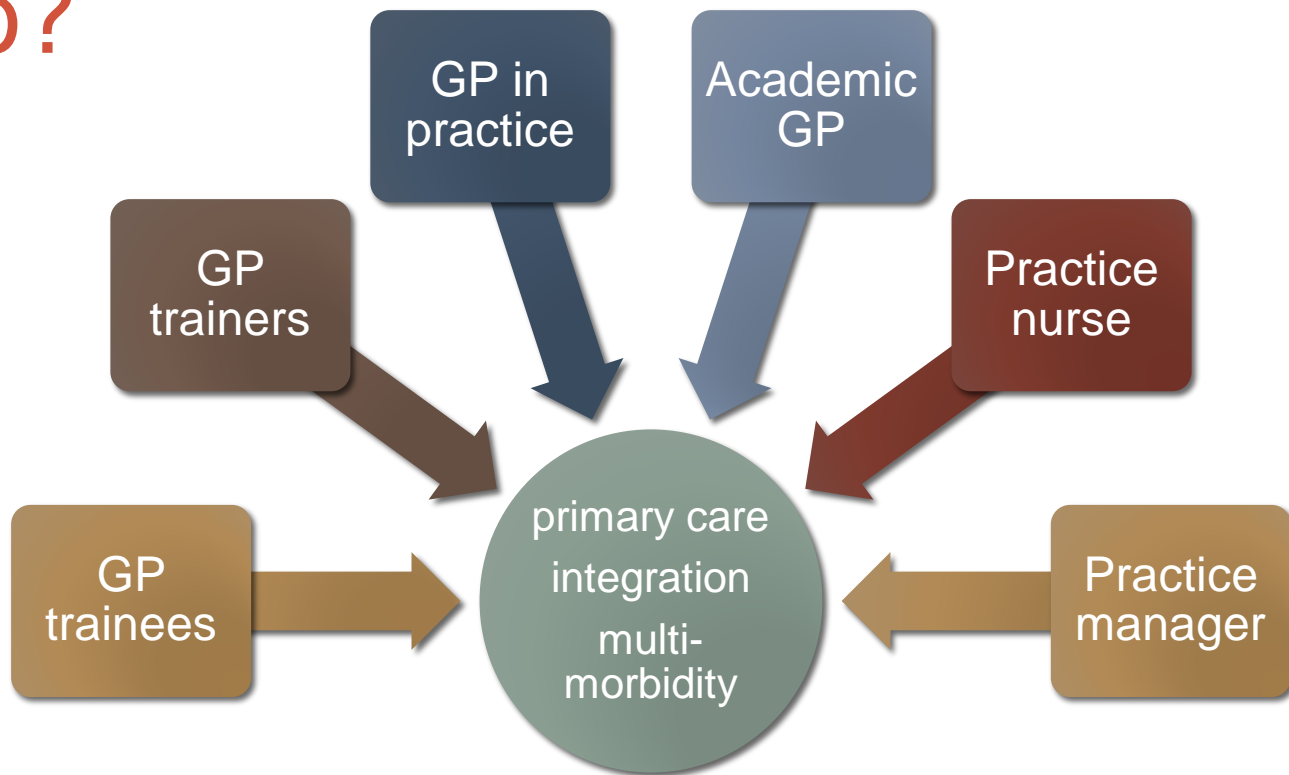 ?
GP in
practice
Academic
GP
GP
trainers
Practice
nurse
GP
trainees
primary care
integration
multi-
morbidity
Practice
manager